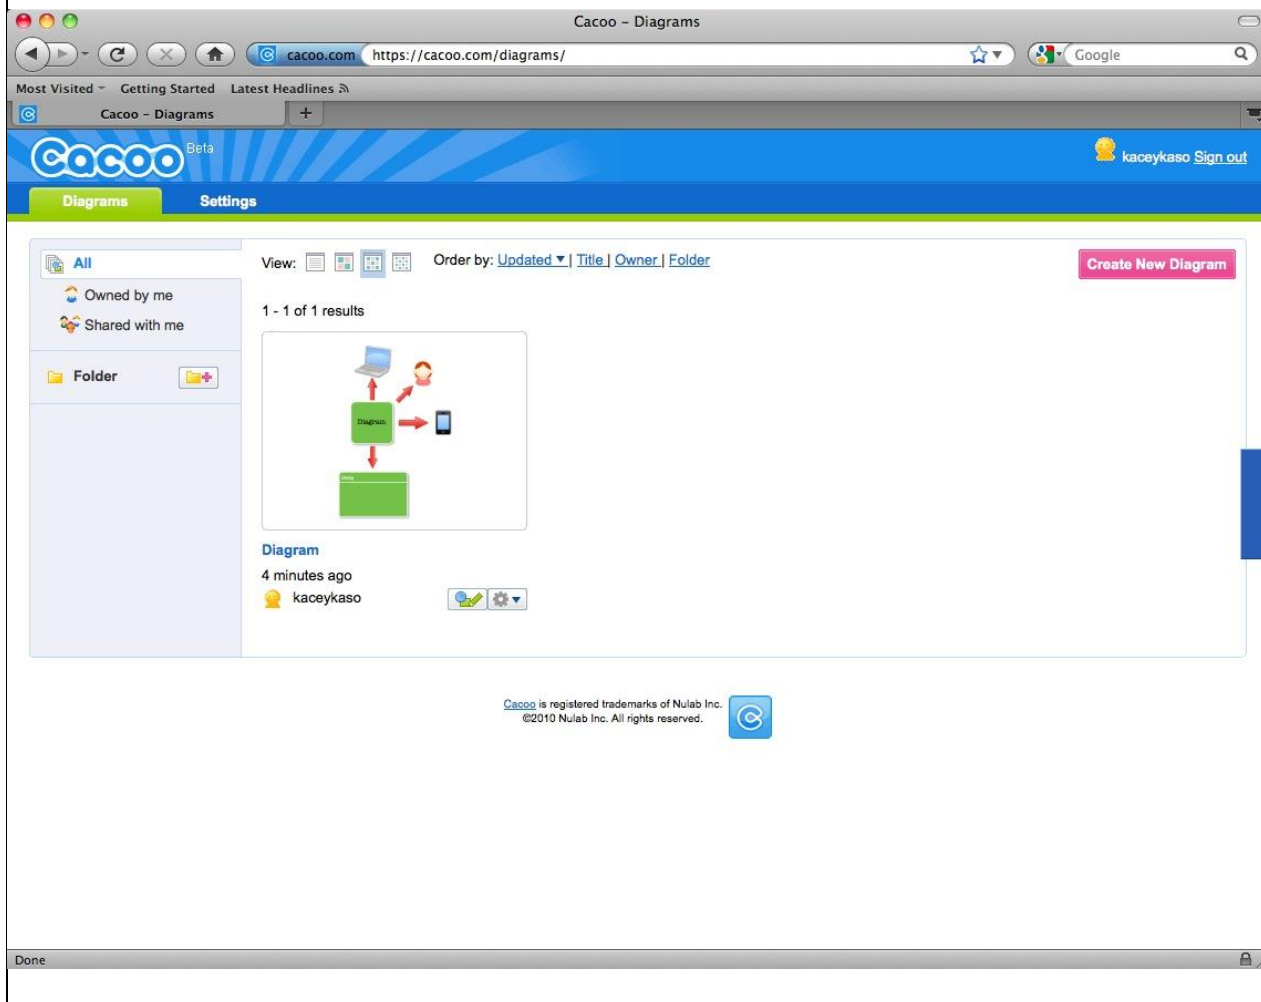 Cacoo – Diagrams
cacoo.com https://cacoo.com/diagrams/ Google
Most Visited Getting Started Latest Headlines
Cacoo – Diagrams +
Cacoo Beta kaceykaso Sign out
Diagrams Settings
All
Owned by me
Shared with me
Folder
View: Order by: Updated ▼ | Title | Owner | Folder
Create New Diagram
1 - 1 of 1 results
Diagram
Diagram
4 minutes ago
kaceykaso
Cacoo is registered trademarks of Nulab Inc.
©2010 Nulab Inc. All rights reserved.
Done